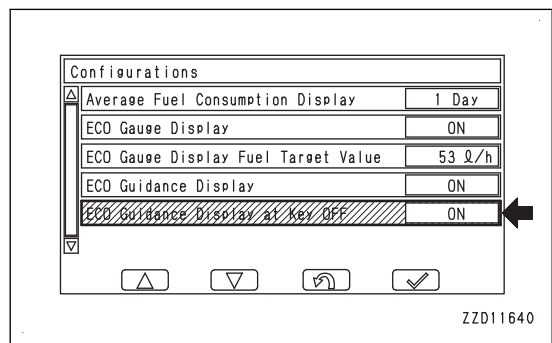 Configurations
Average Fuel Consumption Display 1 Day
ECO Gauge Display ON
ECO Gauge Display Fuel Target Value 53 ℓ/h
ECO Guidance Display ON
ECO Guidance Display at Key OFF ON
ZZD11640